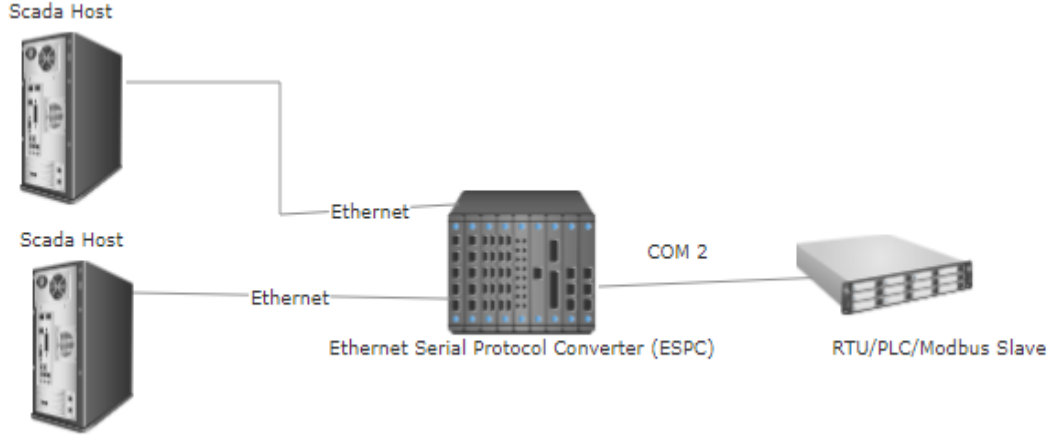 Scada Host
Ethernet
Scada Host
COM 2
Ethernet
Ethernet Serial Protocol Converter (ESPC)
RTU/PLC/Modbus Slave